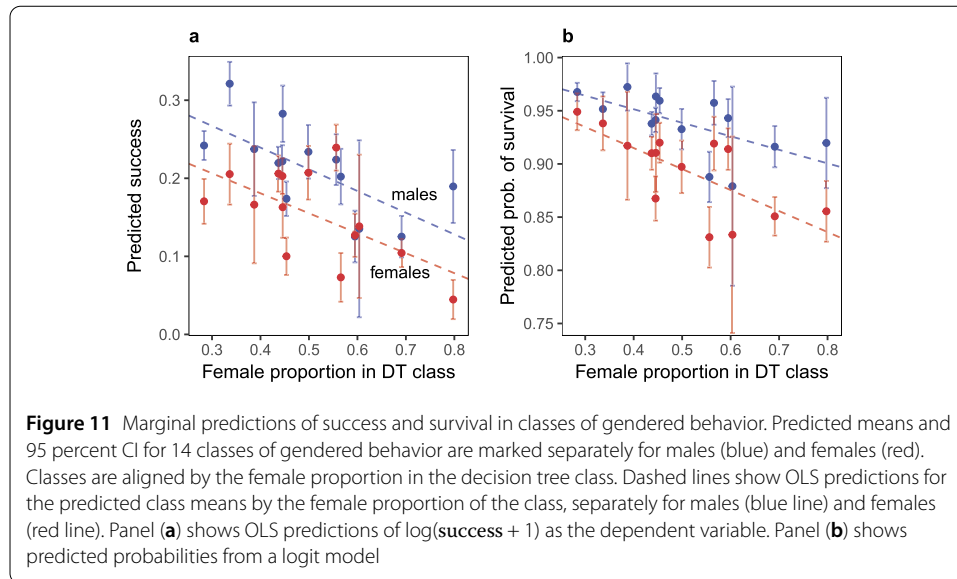 a
Predicted success
0.3
0.2
0.1
0.0
males
females
0.3 0.4 0.5 0.6 0.7 0.8
Female proportion in DT class
b
Predicted prob. of survival
1.00
0.95
0.90
0.85
0.80
0.75
0.3 0.4 0.5 0.6 0.7 0.8
Female proportion in DT class
Figure 11 Marginal predictions of success and survival in classes of gendered behavior. Predicted means and
95 percent CI for 14 classes of gendered behavior are marked separately for males (blue) and females (red).
Classes are aligned by the female proportion in the decision tree class. Dashed lines show OLS predictions for
the predicted class means by the female proportion of the class, separately for males (blue line) and females
(red line). Panel (a) shows OLS predictions of log(success + 1) as the dependent variable. Panel (b) shows
predicted probabilities from a logit model